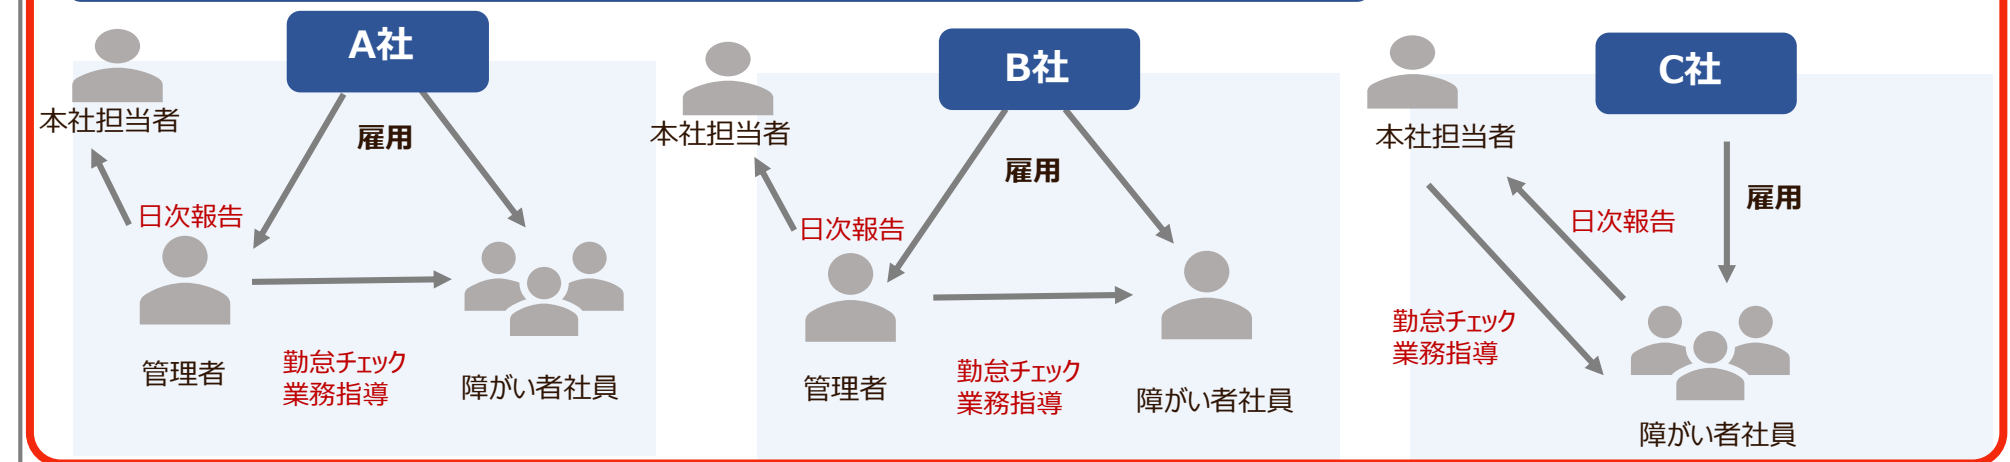 A社
本社担当者
雇用
日次報告
管理者
勤怠チェック
業務指導
障がい者社員
B社
本社担当者
雇用
日次報告
管理者
勤怠チェック
業務指導
障がい者社員
C社
本社担当者
雇用
日次報告
勤怠チェック
業務指導
障がい者社員